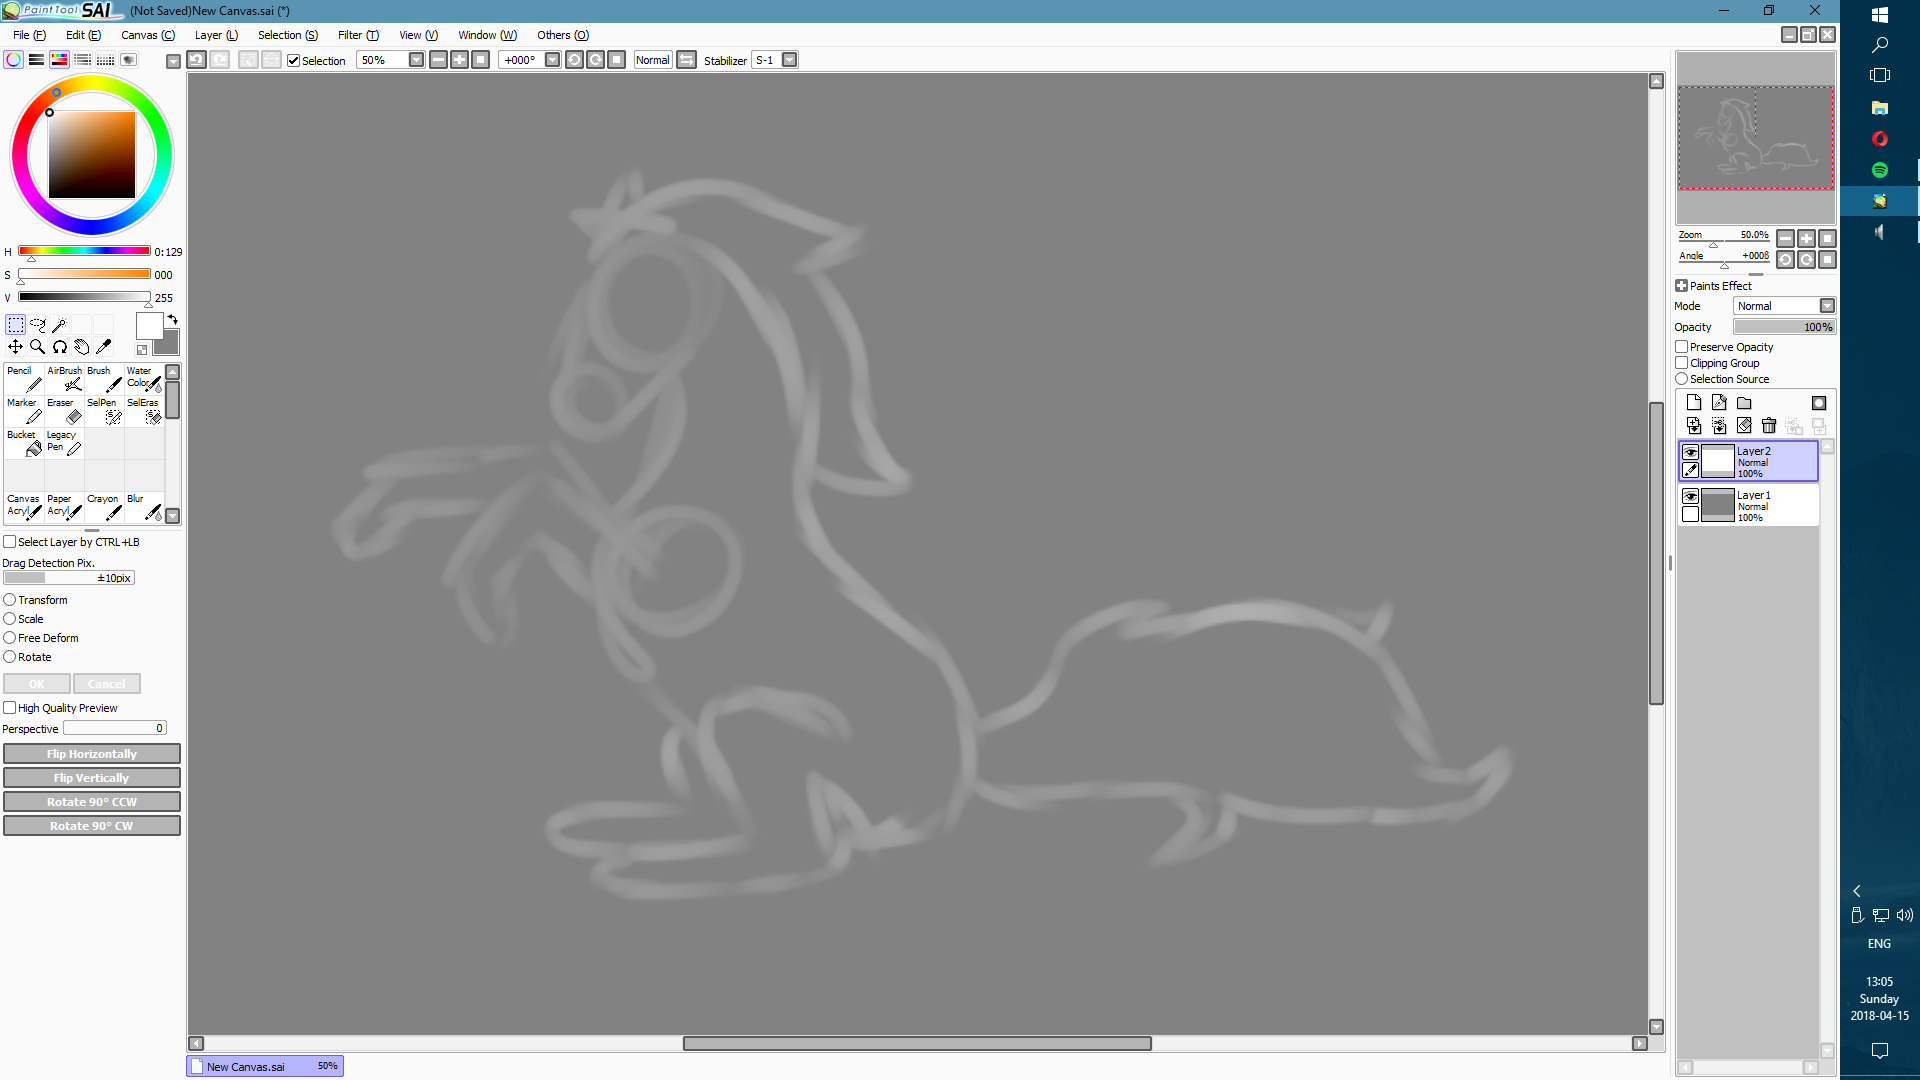 PaintTool SAI (Not Saved)New Canvas.sai (*)
File (F) Edit (E) Canvas (C) Layer (L) Selection (S) Filter (T) View (V) Window (W) Others (O)
Selection 50% +000° Normal Stabilizer S-1
H 0:129
S 000
V 255
Pencil AirBrush Brush Water Color
Marker Eraser SelPen SelEras
Bucket Legacy Pen
Canvas Acryl Paper Acryl Crayon Blur
Select Layer by CTRL+LB
Drag Detection Pix.
±10pix
Transform
Scale
Free Deform
Rotate
OK Cancel
High Quality Preview
Perspective 0
Flip Horizontally
Flip Vertically
Rotate 90° CCW
Rotate 90° CW
New Canvas.sai 50%
Zoom 50.0%
Angle
Paints Effect
Mode Normal
Opacity 100%
Preserve Opacity
Clipping Group
Selection Source
Layer2
Normal
100%
Layer1
Normal
100%
ENG
13:05
Sunday
2018-04-15